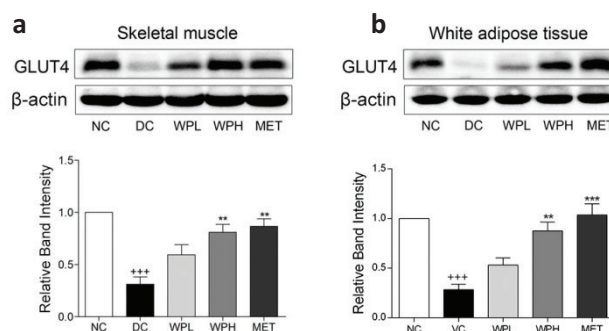 a
Skeletal muscle
GLUT4
β-actin
NC DC WPL WPH MET
Relative Band Intensity
1.5
1.0
0.5
0.0
+++
**
**
NC DC WPL WPH MET
b
White adipose tissue
GLUT4
β-actin
NC DC WPL WPH MET
Relative Band Intensity
1.5
1.0
0.5
0.0
+++
**
***
NC VC WPL WPH MET